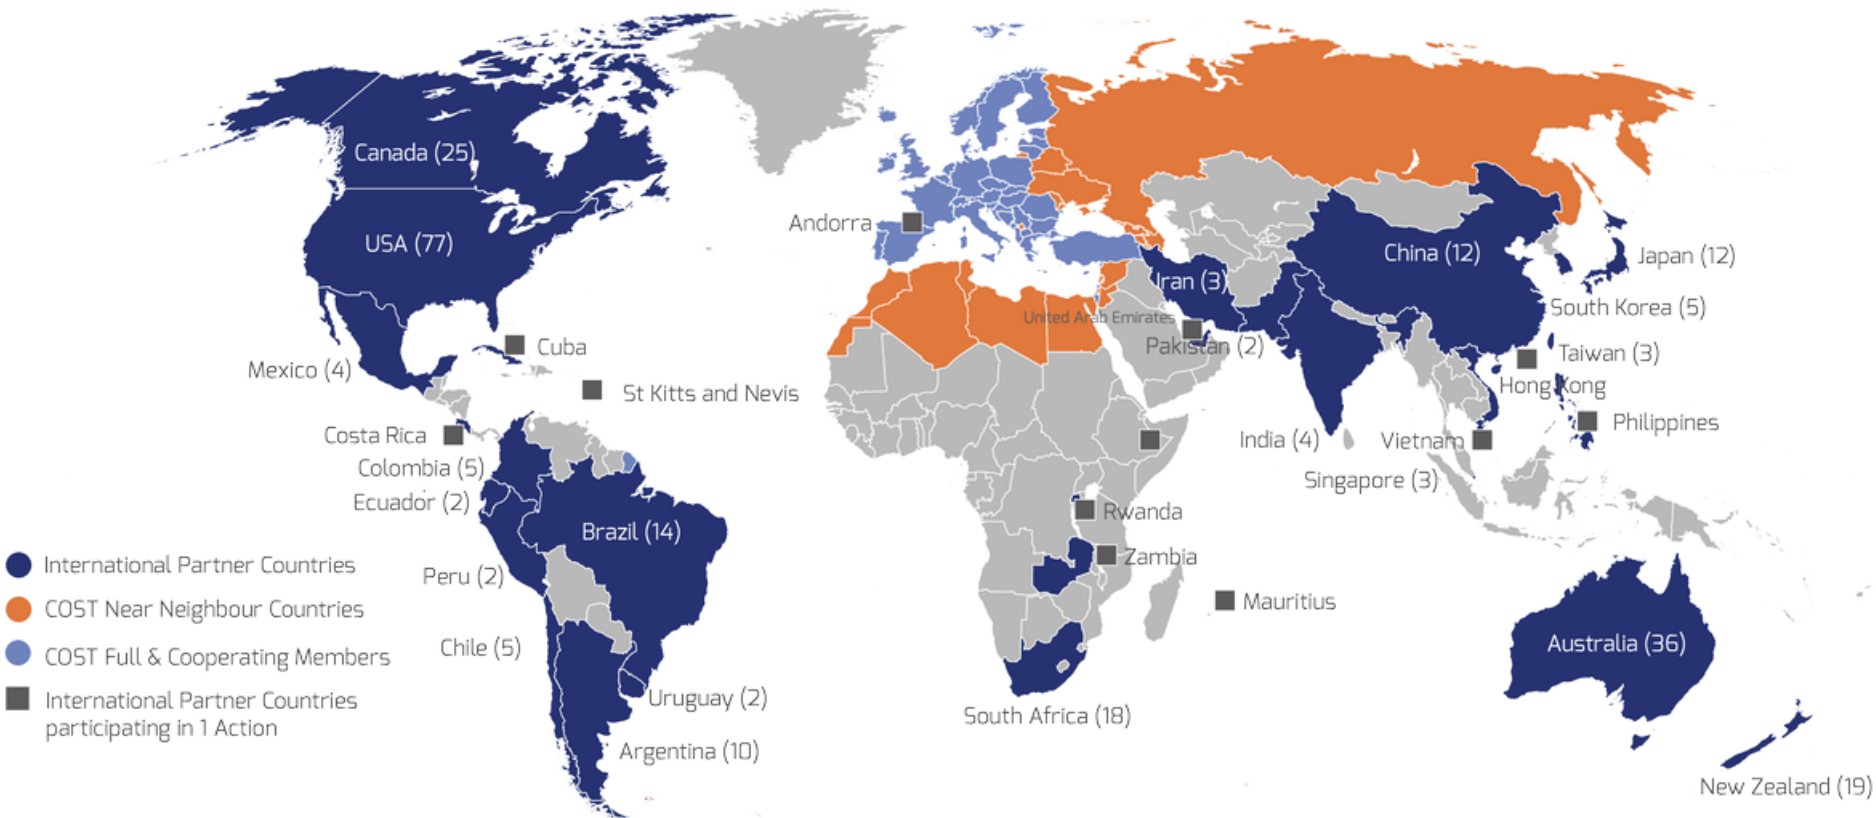 Canada (25)
USA (77)
Andorra
China (12)
Japan (12)
Iran (3)
South Korea (5)
United Arab Emirates
Pakistan (2)
Cuba
Taiwan (3)
Mexico (4)
Hong Kong
St Kitts and Nevis
Philippines
Costa Rica
India (4)
Vietnam
Colombia (5)
Singapore (3)
Ecuador (2)
Rwanda
Brazil (14)
Zambia
International Partner Countries
Peru (2)
Mauritius
COST Near Neighbour Countries
Chile (5)
Australia (36)
COST Full & Cooperating Members
International Partner Countries
participating in 1 Action
Uruguay (2)
South Africa (18)
Argentina (10)
New Zealand (19)